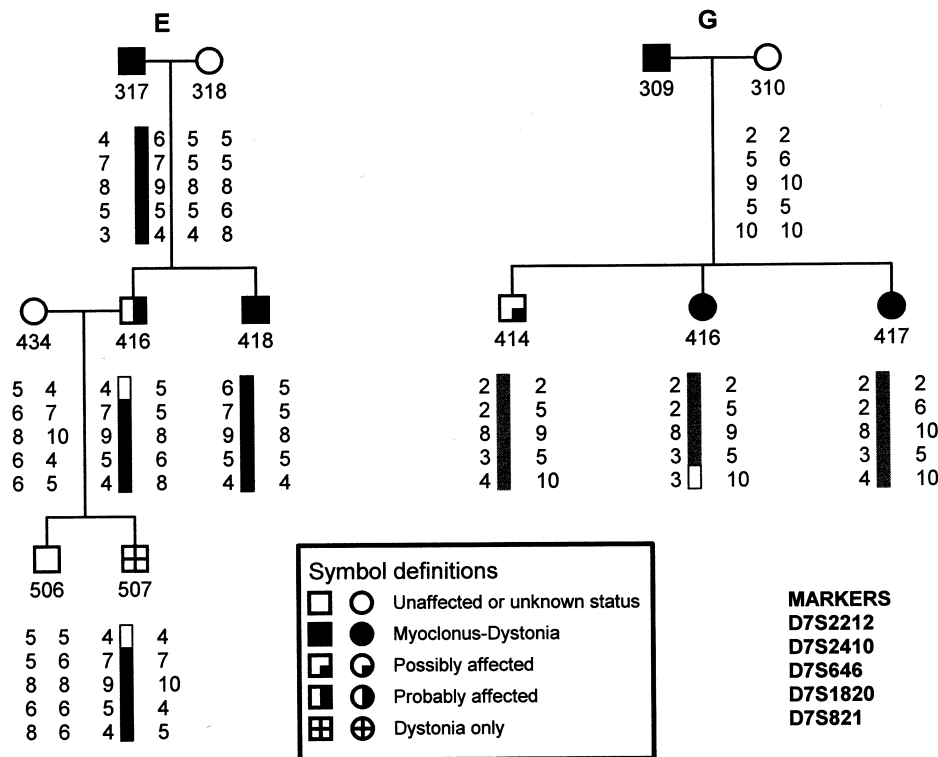 E G
317 318 309 310
4 6 5 5 2 2
7 7 5 5 5 6
8 9 8 8 9 10
5 5 5 6 5 5
3 4 4 8 10 10
434 416 418 414 416 417
5 4 4 5 6 5 2 2 2 2 2 2
6 7 7 5 7 5 2 5 2 5 2 6
8 10 9 8 9 8 8 9 8 9 8 10
6 4 5 6 5 5 3 5 3 5 3 5
6 5 4 8 4 4 4 10 3 10 4 10
506 507
5 5 4 4
5 6 7 7
8 8 9 10
6 6 5 4
8 6 4 5
Symbol definitions
Unaffected or unknown status
Myoclonus-Dystonia
Possibly affected
Probably affected
Dystonia only
MARKERS
D7S2212
D7S2410
D7S646
D7S1820
D7S821